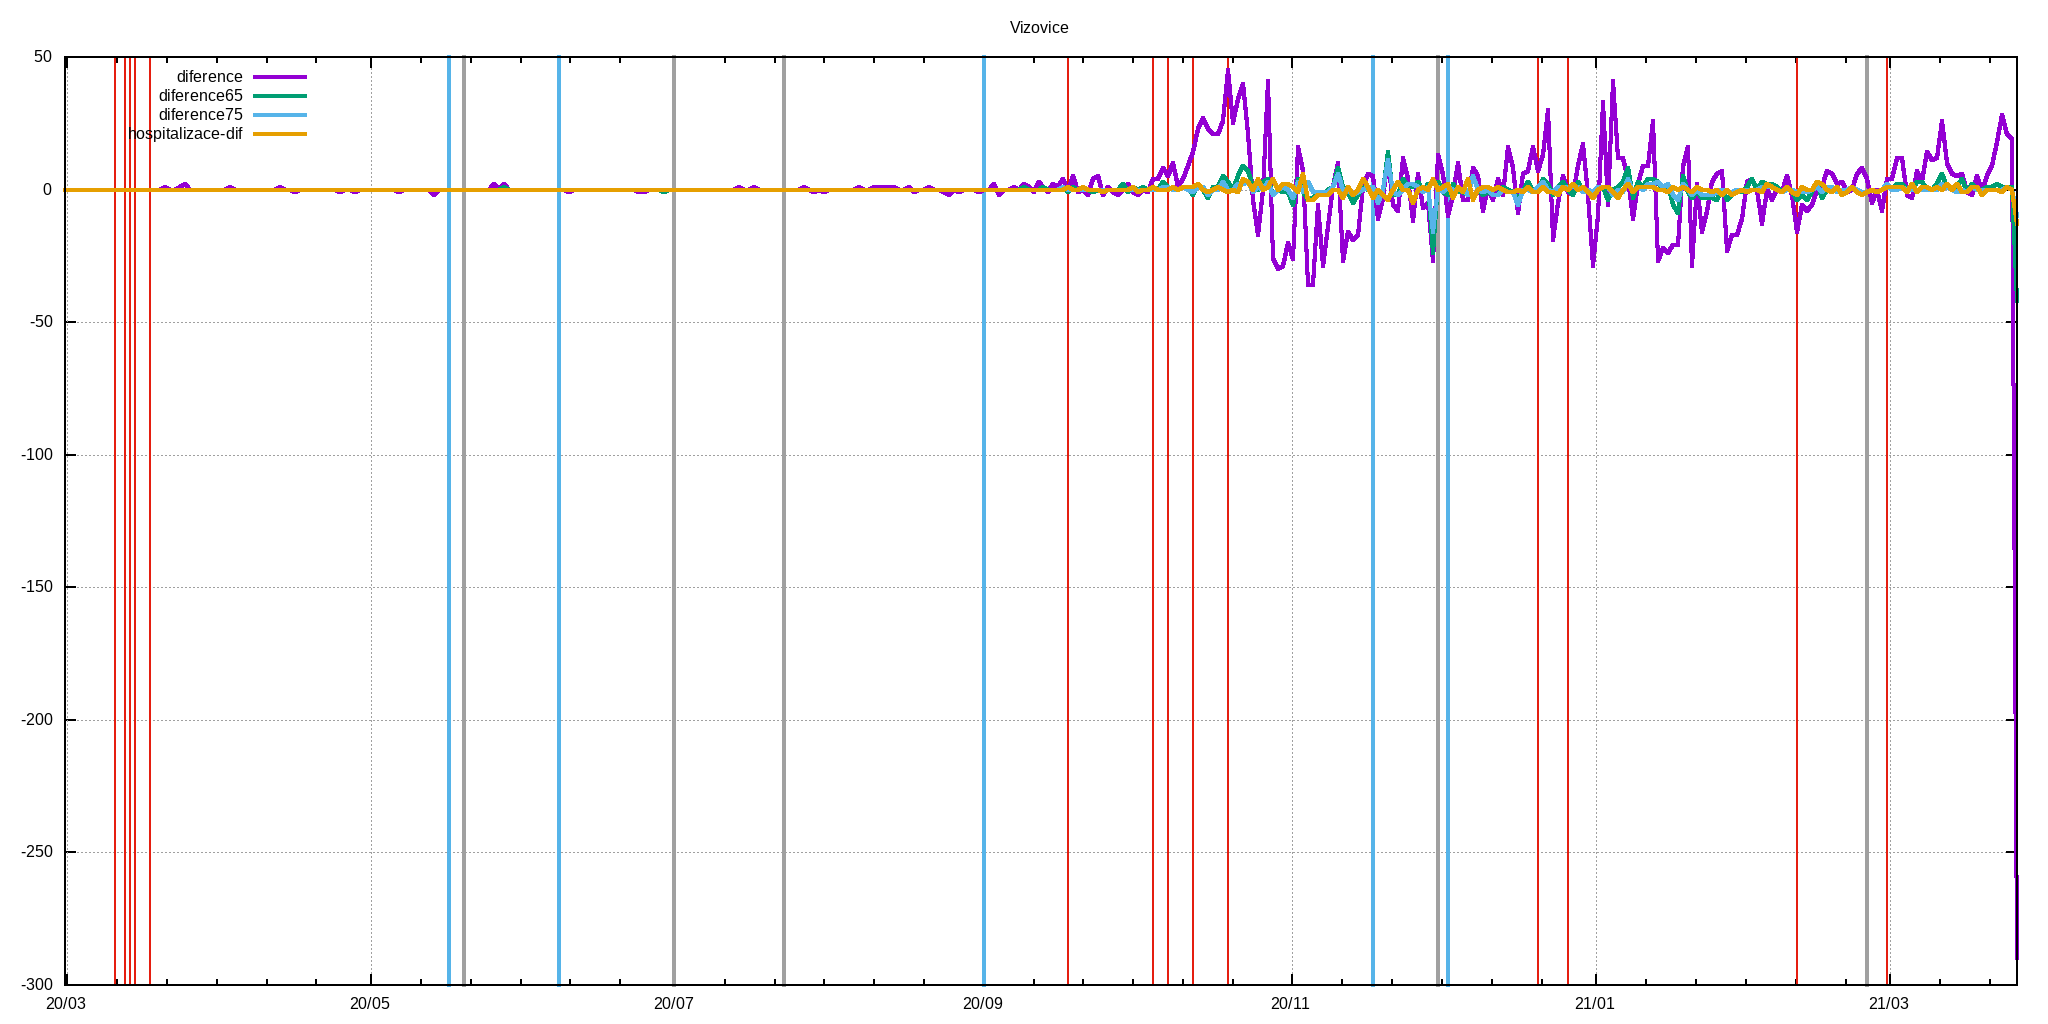 Vizovice
50
diference
diference65
diference75
hospitalizace-dif
0
-50
-100
-150
-200
-250
-300
20/03 20/05 20/07 20/09 20/11 21/01 21/03